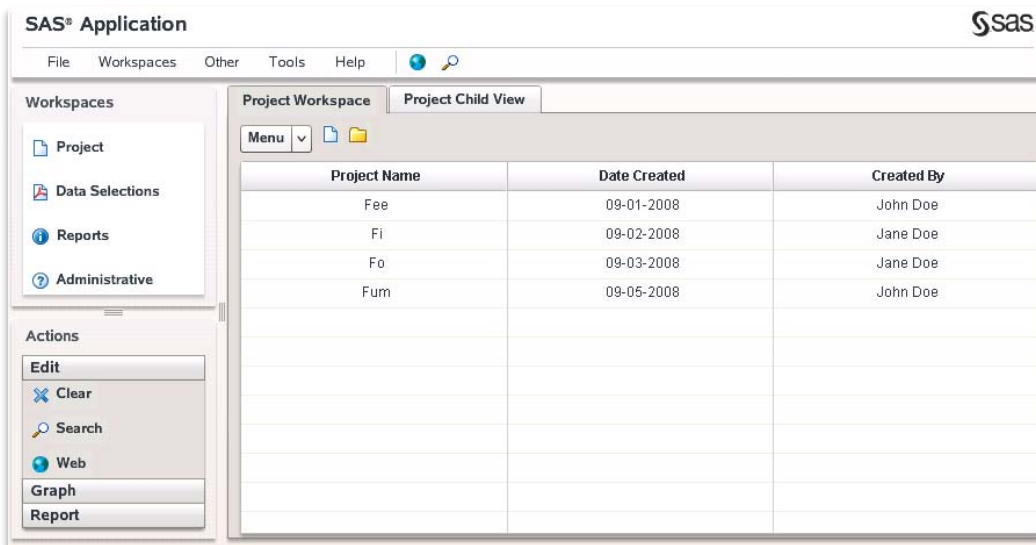 SAS® Application
sas
File Workspaces Other Tools Help
Workspaces
Project
Data Selections
Reports
Administrative
Actions
Edit
Clear
Search
Web
Graph
Report
Project Workspace Project Child View
Menu
Project Name Date Created Created By
Fee 09-01-2008 John Doe
Fi 09-02-2008 Jane Doe
Fo 09-03-2008 Jane Doe
Fum 09-05-2008 John Doe